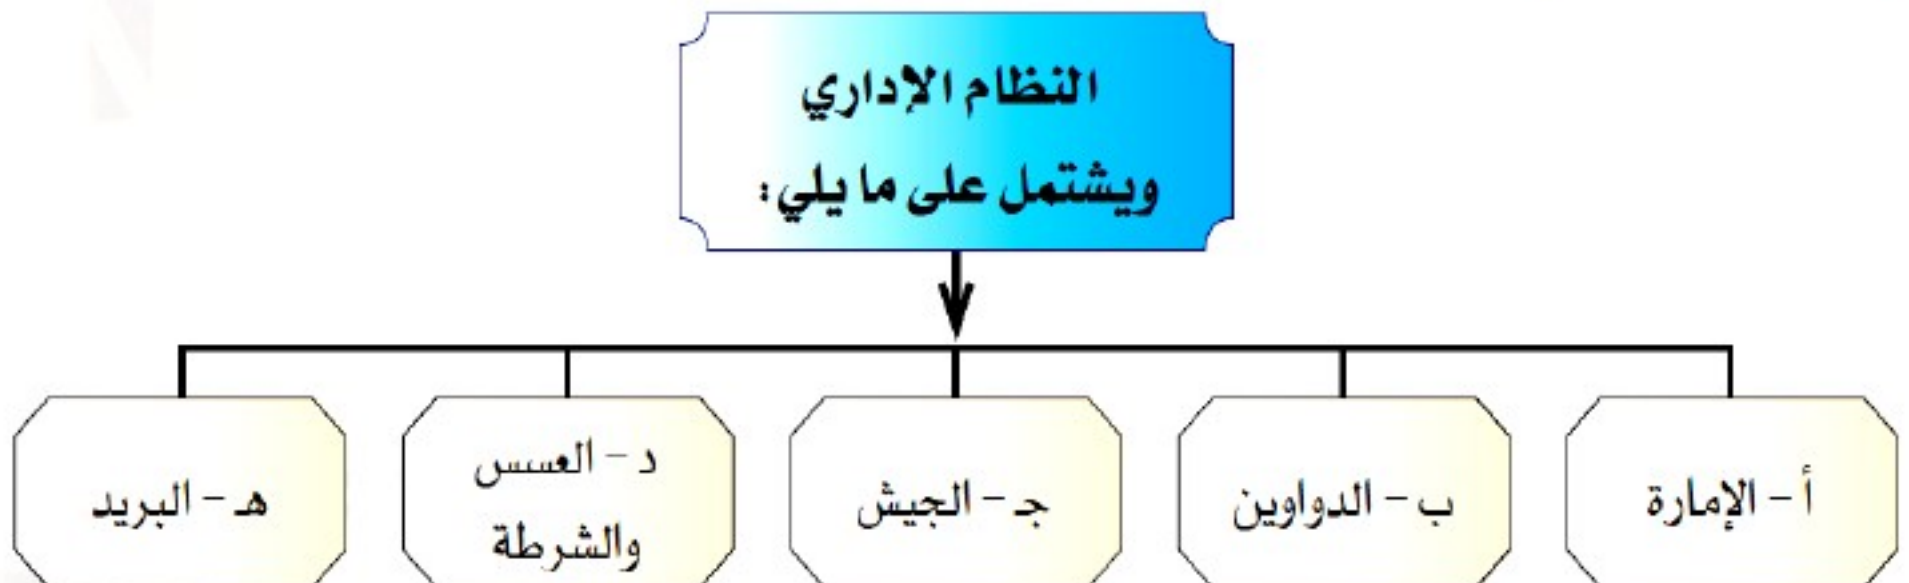 النظام الإداري
ويشتمل على ما يلي:
أ - الإمارة
ب - الدواوين
جـ - الجيش
د - العسس
والشرطة
هـ - البريد